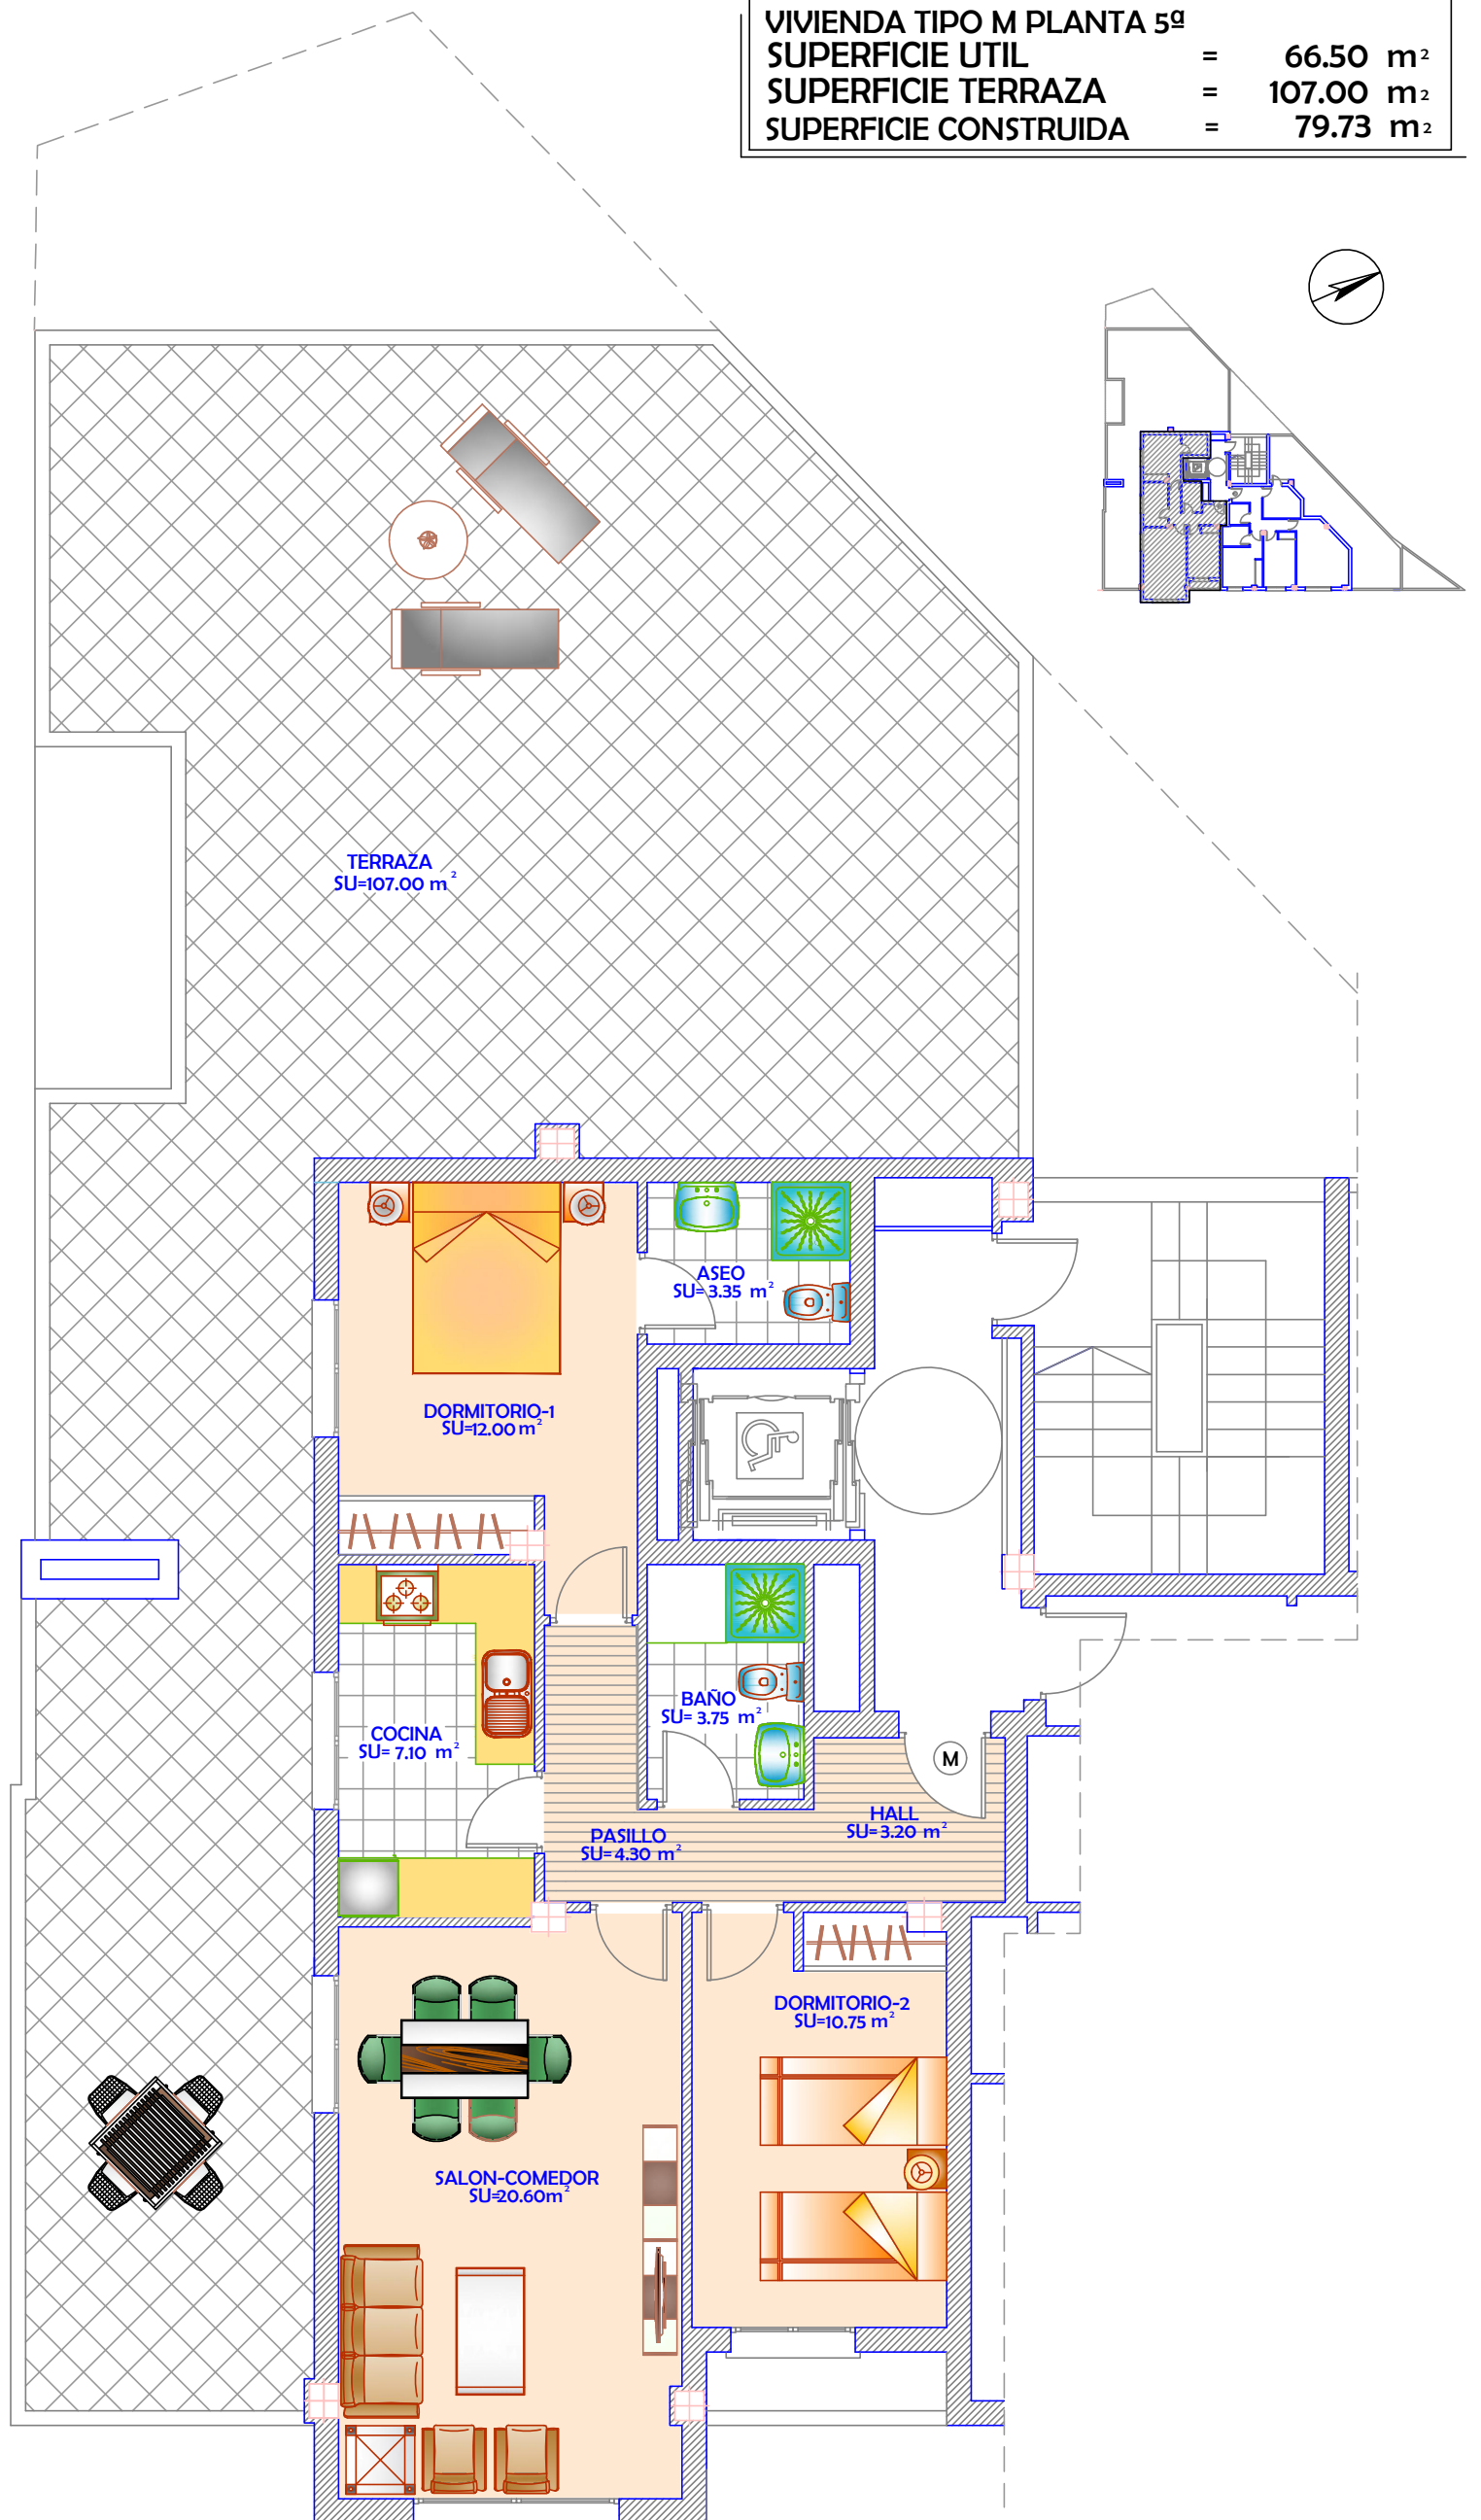 VIVIENDA TIPO M PLANTA 5ª
SUPERFICIE UTIL = 66.50 m²
SUPERFICIE TERRAZA = 107.00 m²
SUPERFICIE CONSTRUIDA = 79.73 m²
TERRAZA
SU=107.00 m²
ASEO
SU= 3.35 m²
DORMITORIO-1
SU=12.00 m²
BAÑO
SU= 3.75 m²
COCINA
SU= 7.10 m²
M
HALL
SU= 3.20 m²
PASILLO
SU= 4.30 m²
DORMITORIO-2
SU=10.75 m²
SALON-COMEDOR
SU=20.60m²